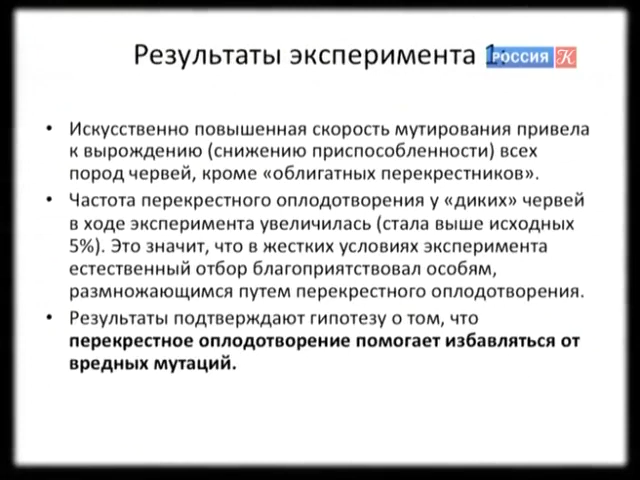 Результаты эксперимента 1:
РОССИЯ К
• Искусственно повышенная скорость мутирования привела
к вырождению (снижению приспособленности) всех
пород червей, кроме «облигатных перекрестников».
• Частота перекрестного оплодотворения у «диких» червей
в ходе эксперимента увеличилась (стала выше исходных
5%). Это значит, что в жестких условиях эксперимента
естественный отбор благоприятствовал особям,
размножающимся путем перекрестного оплодотворения.
• Результаты подтверждают гипотезу о том, что
перекрестное оплодотворение помогает избавляться от
вредных мутаций.